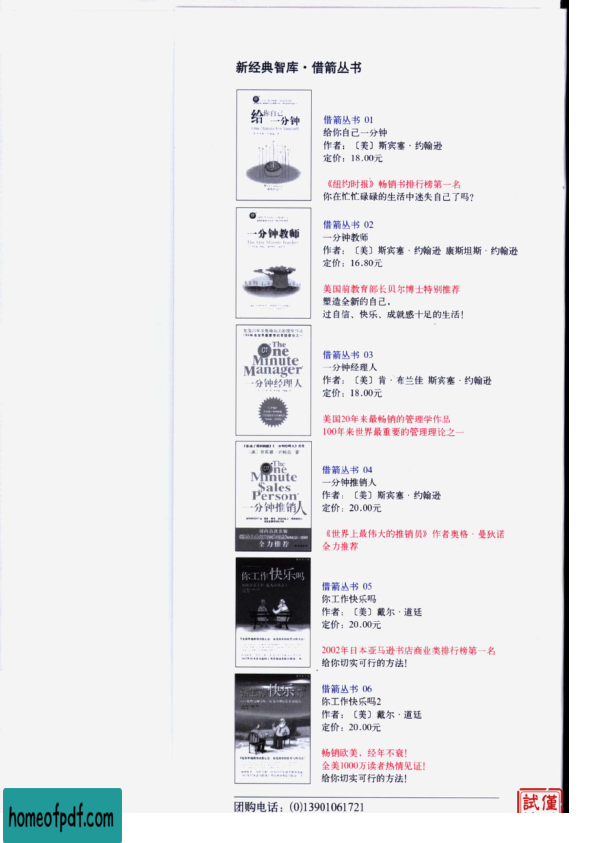 新经典智库·借箭丛书
给你自己
一分钟
借箭丛书 01
给你自己一分钟
作者：〔美〕斯宾塞·约翰逊
定价：18.00元
《纽约时报》畅销书排行榜第一名
你在忙忙碌碌的生活中迷失自己了吗？
一分钟教师
借箭丛书 02
一分钟教师
作者：〔美〕斯宾塞·约翰逊 康斯坦斯·约翰逊
定价：16.80元
美国前教育部长贝尔博士特别推荐
塑造全新的自己，
过自信、快乐、成就感十足的生活！
The
One
Minute
Manager
一分钟经理人
借箭丛书 03
一分钟经理人
作者：〔美〕肯·布兰佳 斯宾塞·约翰逊
定价：18.00元
美国20年来最畅销的管理学作品
100年来世界最重要的管理理论之一
The
One
Minute
Sales
Person
一分钟推销人
全力推荐
借箭丛书 04
一分钟推销人
作者：〔美〕斯宾塞·约翰逊
定价：20.00元
《世界上最伟大的推销员》作者奥格·曼狄诺
全力推荐
你工作快乐吗
借箭丛书 05
你工作快乐吗
作者：〔美〕戴尔·道廷
定价：20.00元
2002年日本亚马逊书店商业类排行榜第一名
给你切实可行的方法！
快乐
借箭丛书 06
你工作快乐吗2
作者：〔美〕戴尔·道廷
定价：20.00元
畅销欧美、经年不衰！
全美1000万读者热情见证！
给你切实可行的方法！
团购电话：(0)13901061721
試僅
homeofpdf.com